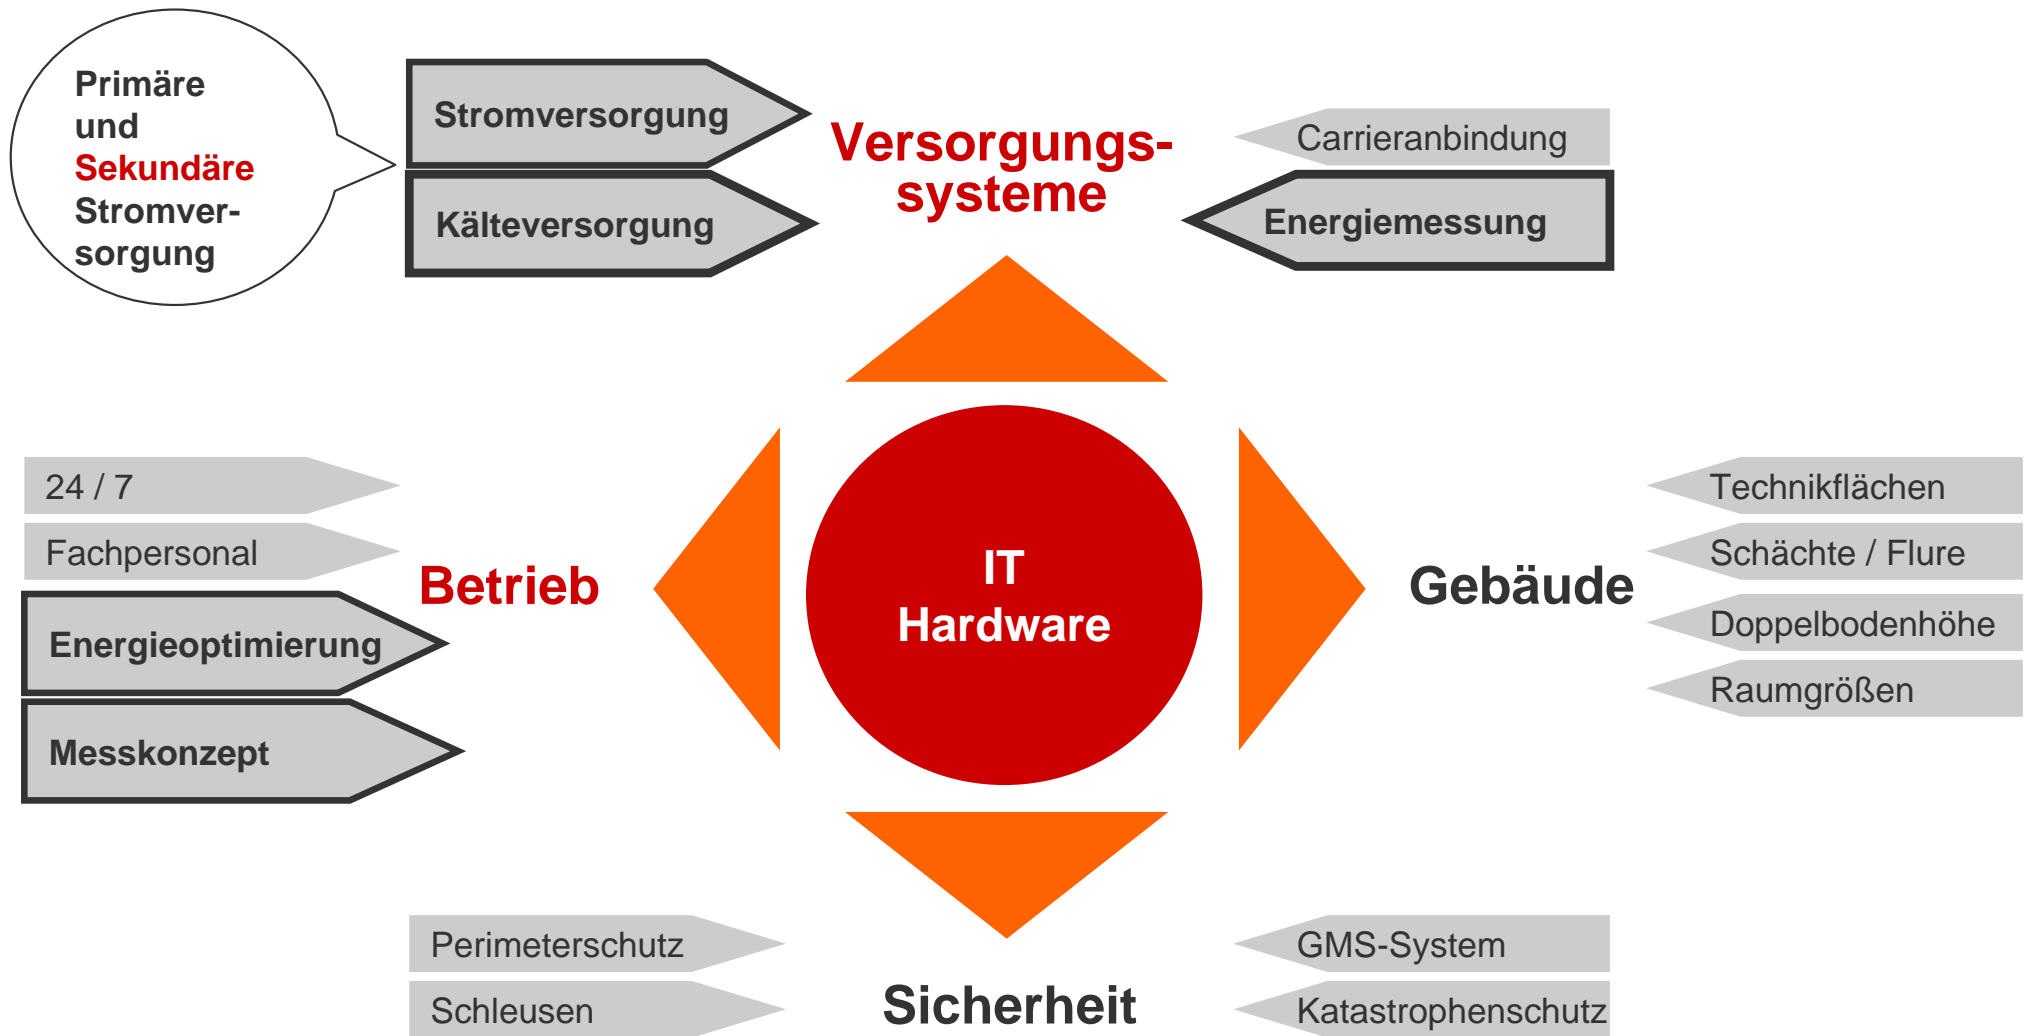 Primäre
und
Sekundäre
Stromver-
sorgung
Stromversorgung
Kälteversorgung
Versorgungs-
systeme
Carrieranbindung
Energiemessung
24 / 7
Fachpersonal
Energieoptimierung
Messkonzept
Betrieb
IT
Hardware
Gebäude
Technikflächen
Schächte / Flure
Doppelbodenhöhe
Raumgrößen
Perimeterschutz
Schleusen
Sicherheit
GMS-System
Katastrophenschutz